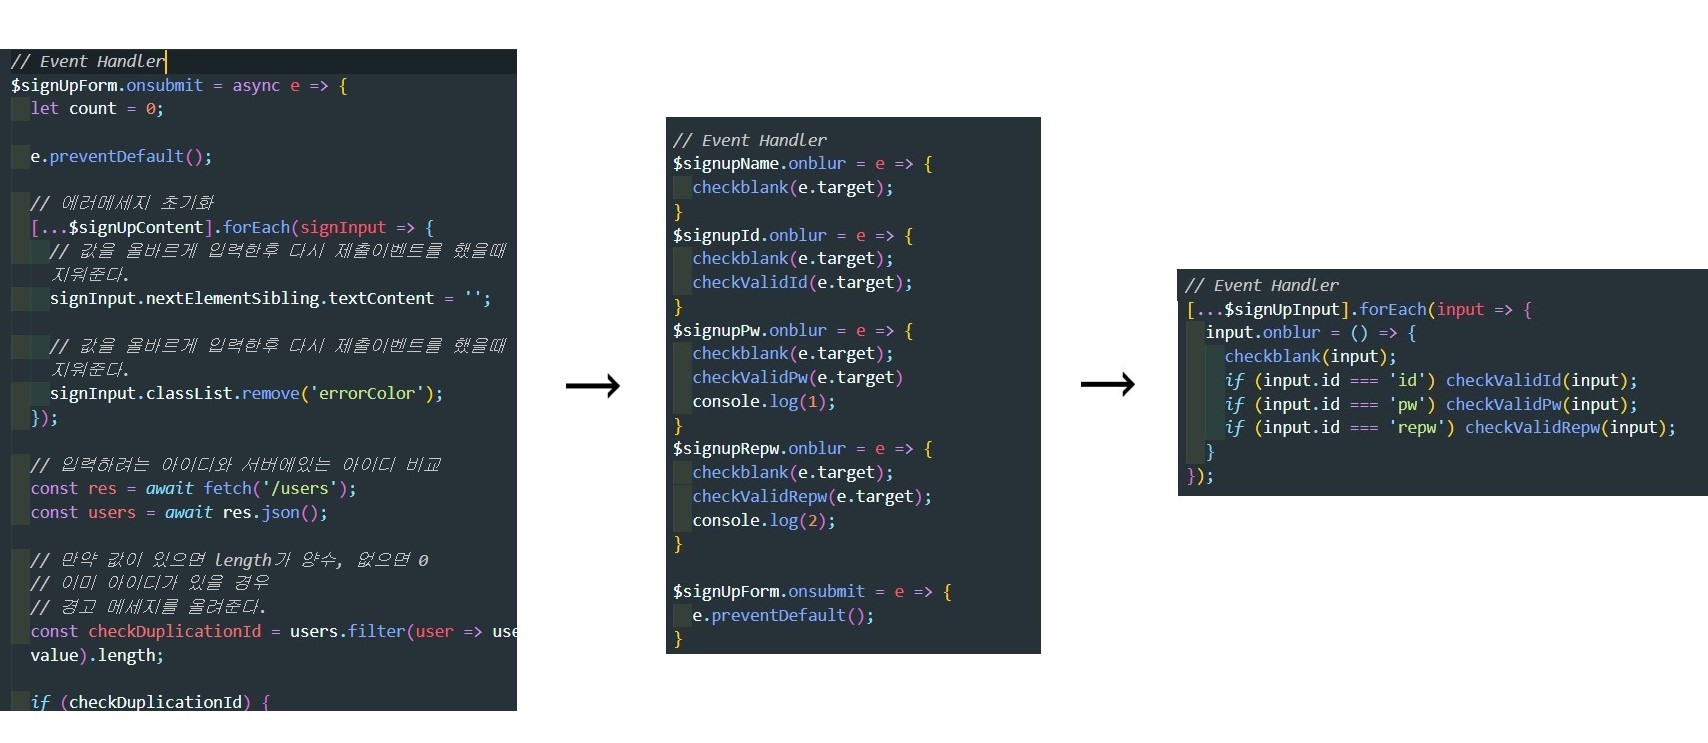 // Event Handler
$signUpForm.onsubmit = async e => {
let count = 0;
e.preventDefault();
// 에러메세지 초기화
[...$signUpContent].forEach(signInput => {
// 값을 올바르게 입력한후 다시 제출이벤트를 했을때
지워준다.
signInput.nextElementSibling.textContent = '';
// 값을 올바르게 입력한후 다시 제출이벤트를 했을때
지워준다.
signInput.classList.remove('errorColor');
});
// 입력하려는 아이디와 서버에있는 아이디 비교
const res = await fetch('/users');
const users = await res.json();
// 만약 값이 있으면 length가 양수, 없으면 0
// 이미 아이디가 있을 경우
// 경고 메세지를 올려준다.
const checkDuplicationId = users.filter(user => use
value).length;
if (checkDuplicationId) {
→
// Event Handler
$signupName.onblur = e => {
checkblank(e.target);
}
$signupId.onblur = e => {
checkblank(e.target);
checkValidId(e.target);
}
$signupPw.onblur = e => {
checkblank(e.target);
checkValidPw(e.target)
console.log(1);
}
$signupRepw.onblur = e => {
checkblank(e.target);
checkValidRepw(e.target);
console.log(2);
}
$signUpForm.onsubmit = e => {
e.preventDefault();
}
→
// Event Handler
[...$signUpInput].forEach(input => {
input.onblur = () => {
checkblank(input);
if (input.id === 'id') checkValidId(input);
if (input.id === 'pw') checkValidPw(input);
if (input.id === 'repw') checkValidRepw(input);
}
});